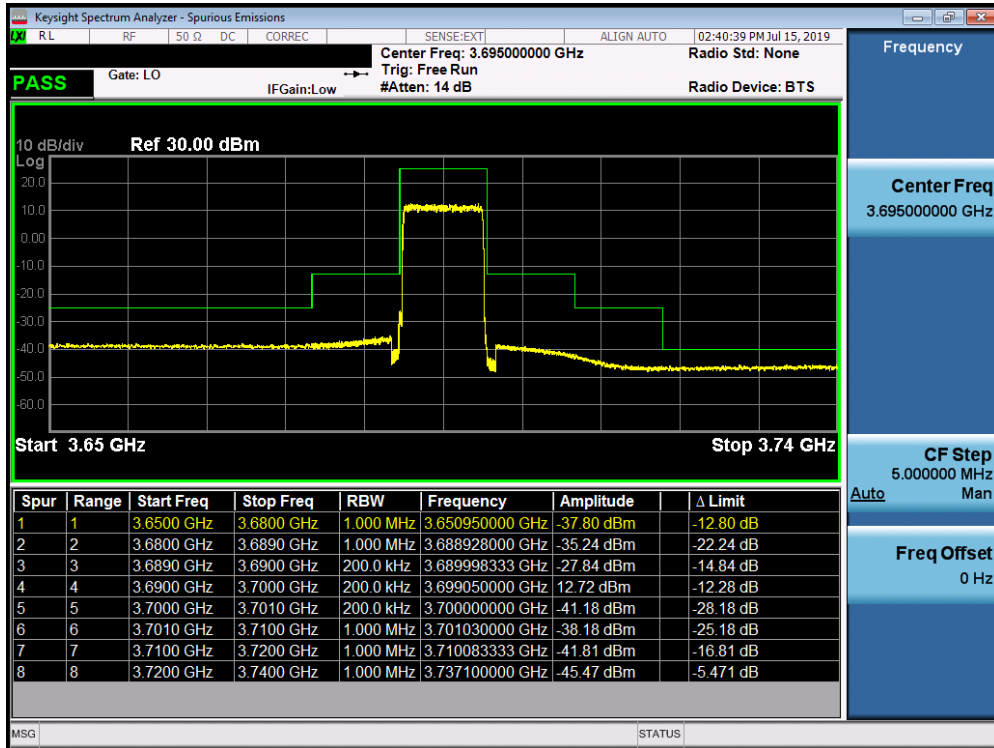 Keysight Spectrum Analyzer - Spurious Emissions
LXI RL RF 50 Ω DC CORREC SENSE:EXT ALIGN AUTO 02:40:39 PM Jul 15, 2019
Center Freq: 3.695000000 GHz Radio Std: None
PASS Gate: LO Trig: Free Run
IFGain:Low #Atten: 14 dB Radio Device: BTS
Frequency
10 dB/div Ref 30.00 dBm
Log
20.0
10.0
0.00
-10.0
-20.0
-30.0
-40.0
-50.0
-60.0
Start 3.65 GHz Stop 3.74 GHz
Center Freq
3.695000000 GHz
CF Step
5.000000 MHz
Auto Man
Freq Offset
0 Hz
Spur Range Start Freq Stop Freq RBW Frequency Amplitude Δ Limit
1 1 3.6500 GHz 3.6800 GHz 1.000 MHz 3.650950000 GHz -37.80 dBm -12.80 dB
2 2 3.6800 GHz 3.6890 GHz 1.000 MHz 3.688928000 GHz -35.24 dBm -22.24 dB
3 3 3.6890 GHz 3.6900 GHz 200.0 kHz 3.689998333 GHz -27.84 dBm -14.84 dB
4 4 3.6900 GHz 3.7000 GHz 200.0 kHz 3.699050000 GHz 12.72 dBm -12.28 dB
5 5 3.7000 GHz 3.7010 GHz 200.0 kHz 3.700000000 GHz -41.18 dBm -28.18 dB
6 6 3.7010 GHz 3.7100 GHz 1.000 MHz 3.701030000 GHz -38.18 dBm -25.18 dB
7 7 3.7100 GHz 3.7200 GHz 1.000 MHz 3.710083333 GHz -41.81 dBm -16.81 dB
8 8 3.7200 GHz 3.7400 GHz 1.000 MHz 3.737100000 GHz -45.47 dBm -5.471 dB
MSG STATUS